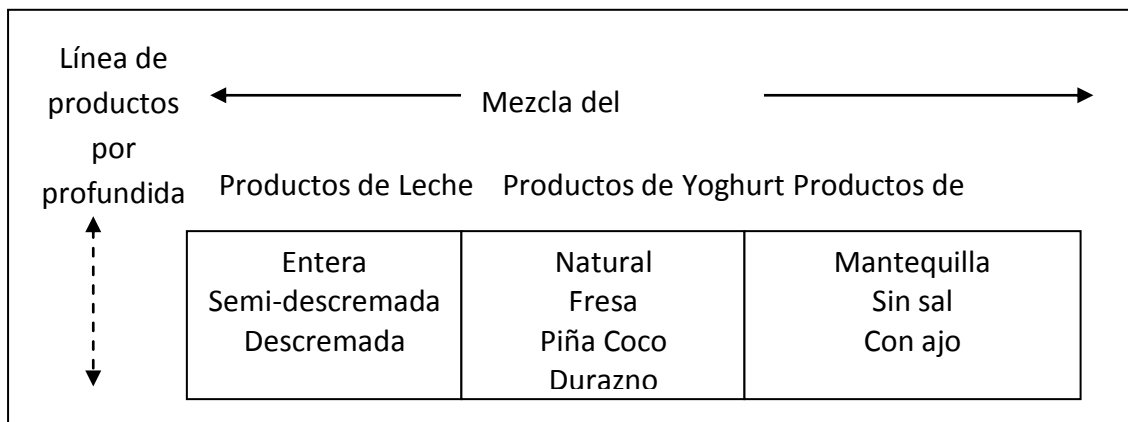 Línea de
productos
por
profundida
Mezcla del
Productos de Leche Productos de Yoghurt Productos de
Entera
Semi-descremada
Descremada
Natural
Fresa
Piña Coco
Durazno
Mantequilla
Sin sal
Con ajo